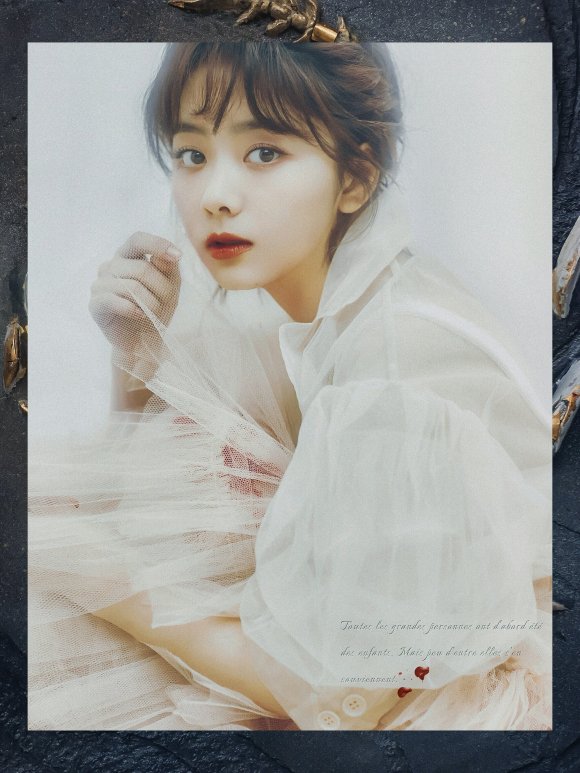 Toutes les grandes personnes ont d'abord été
des enfants. Mais peu d'entre elles s'en
souviennent. . .